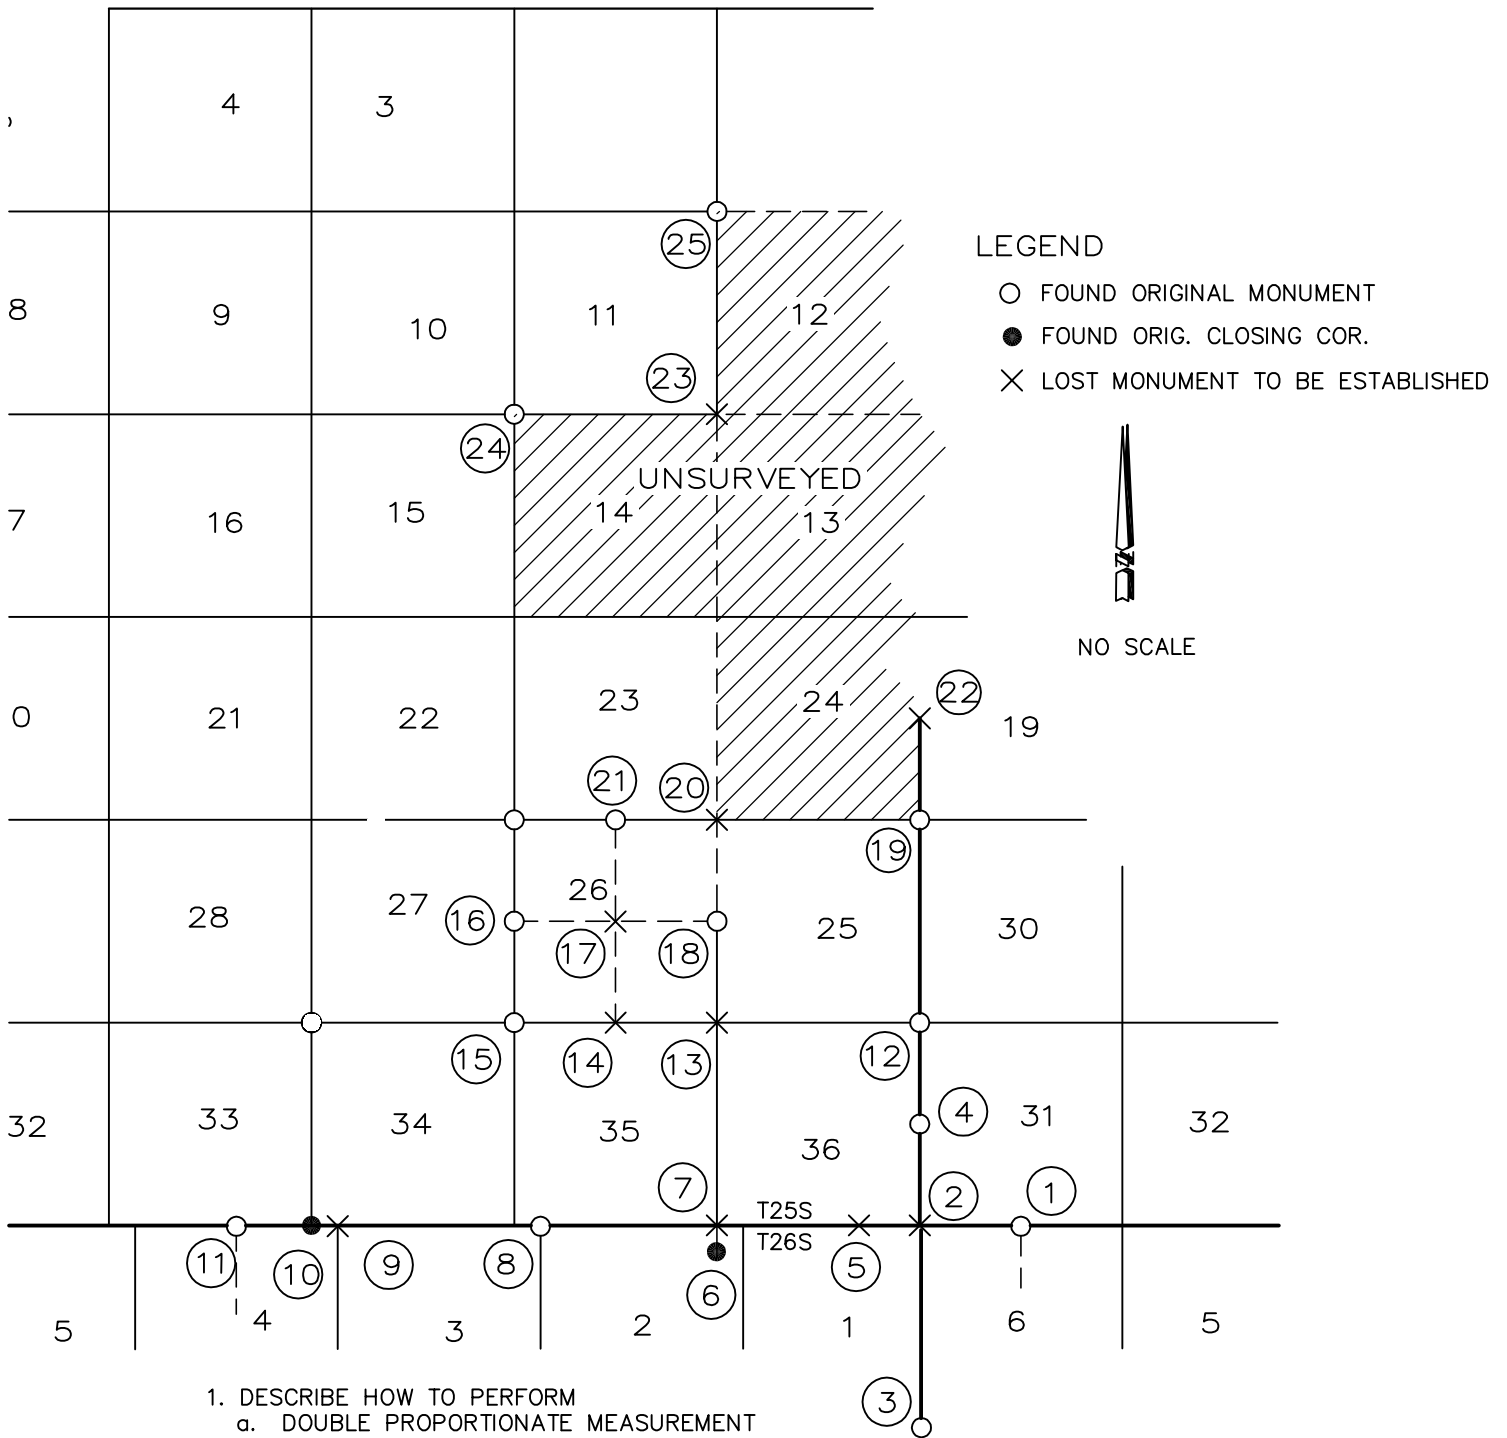 4 3
8 9 10 11 12
25
23
24
LEGEND
FOUND ORIGINAL MONUMENT
FOUND ORIG. CLOSING COR.
LOST MONUMENT TO BE ESTABLISHED
UNSURVEYED
7 16 15 14 13
N
NO SCALE
0 21 22 23 24 19
22
21 20
19
28 27 26 25 30
16 17 18
15 14 13 12
4
32 33 34 35 36 31 32
7 2 1
T25S
T26S
11 10 9 8 6 5
5 4 3 2 1 6 5
3
1. DESCRIBE HOW TO PERFORM
a. DOUBLE PROPORTIONATE MEASUREMENT